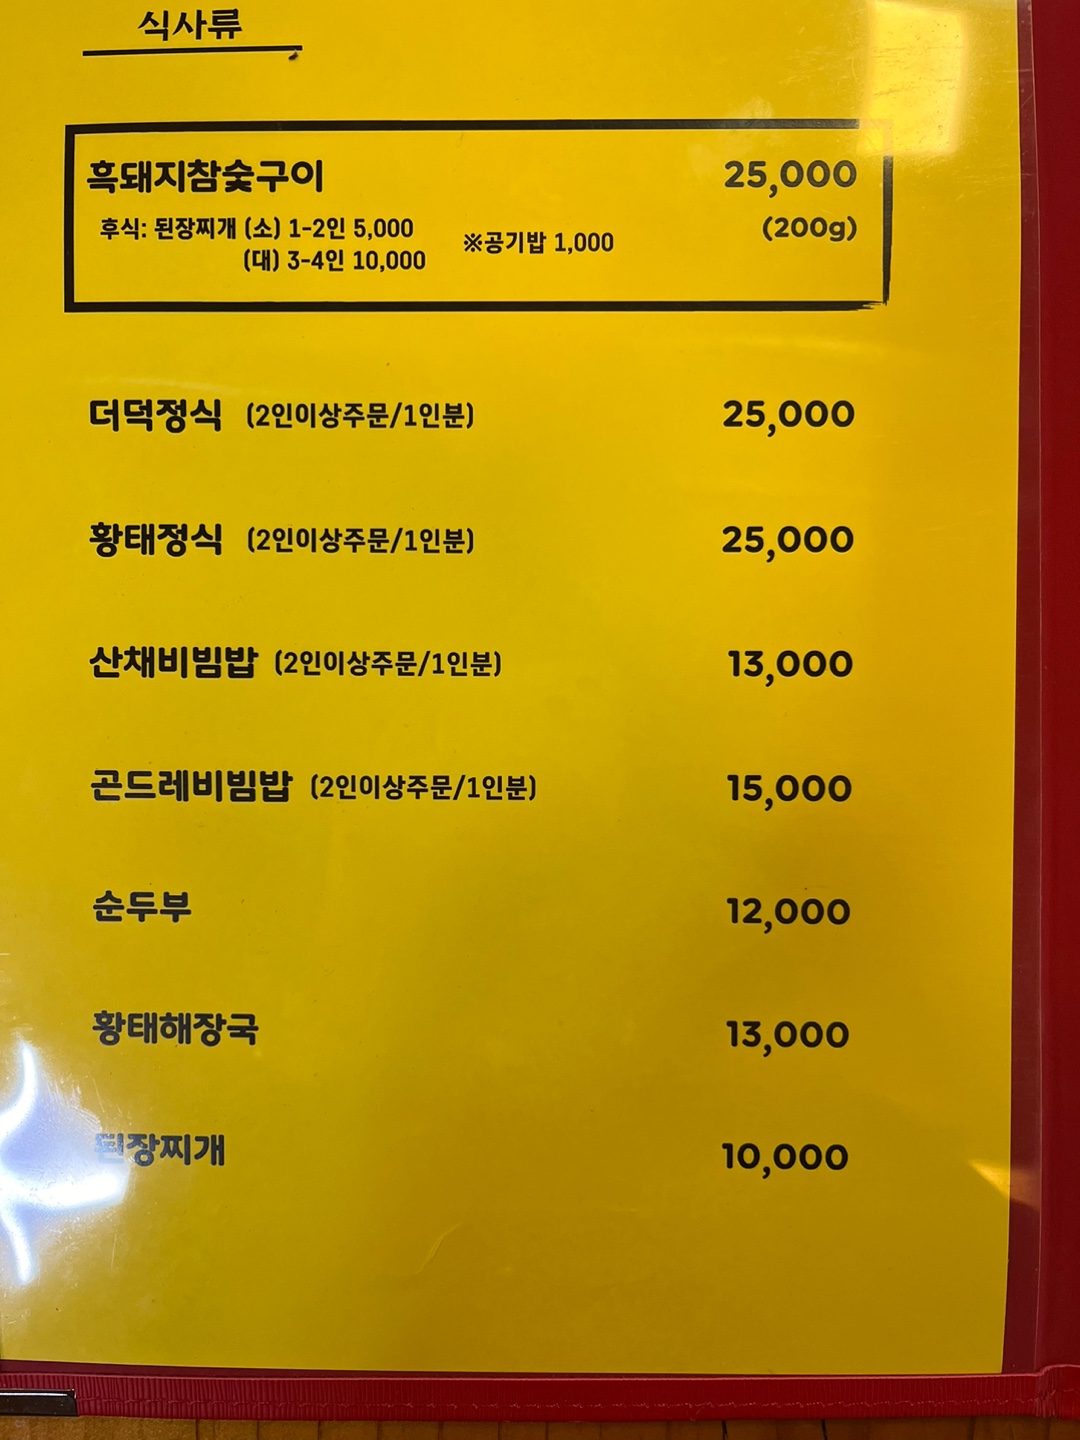 식사류
흑돼지참숯구이 25,000
후식: 된장찌개 (소) 1-2인 5,000 ※공기밥 1,000 (200g)
(대) 3-4인 10,000
더덕정식 (2인이상주문/1인분) 25,000
황태정식 (2인이상주문/1인분) 25,000
산채비빔밥 (2인이상주문/1인분) 13,000
곤드레비빔밥 (2인이상주문/1인분) 15,000
순두부 12,000
황태해장국 13,000
된장찌개 10,000